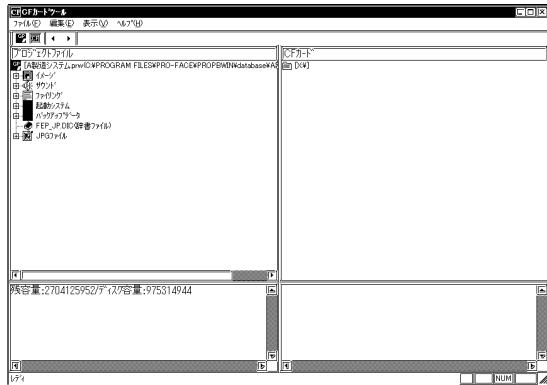 CFカードツール
ファイル(F) 編集(E) 表示(V) ヘルプ(H)
プロジェクトファイル
[A製造システム.prw(C:¥PROGRAM FILES¥PRO-FACE¥PROPBWIN¥database¥A製
イメージ
サウンド
ファイリング
起動システム
バックアップデータ
FEP_JP.DIC(辞書ファイル)
JPGファイル
CFカード
[X¥]
残容量:2704125952/ディスク容量:975314944
レディ
NUM